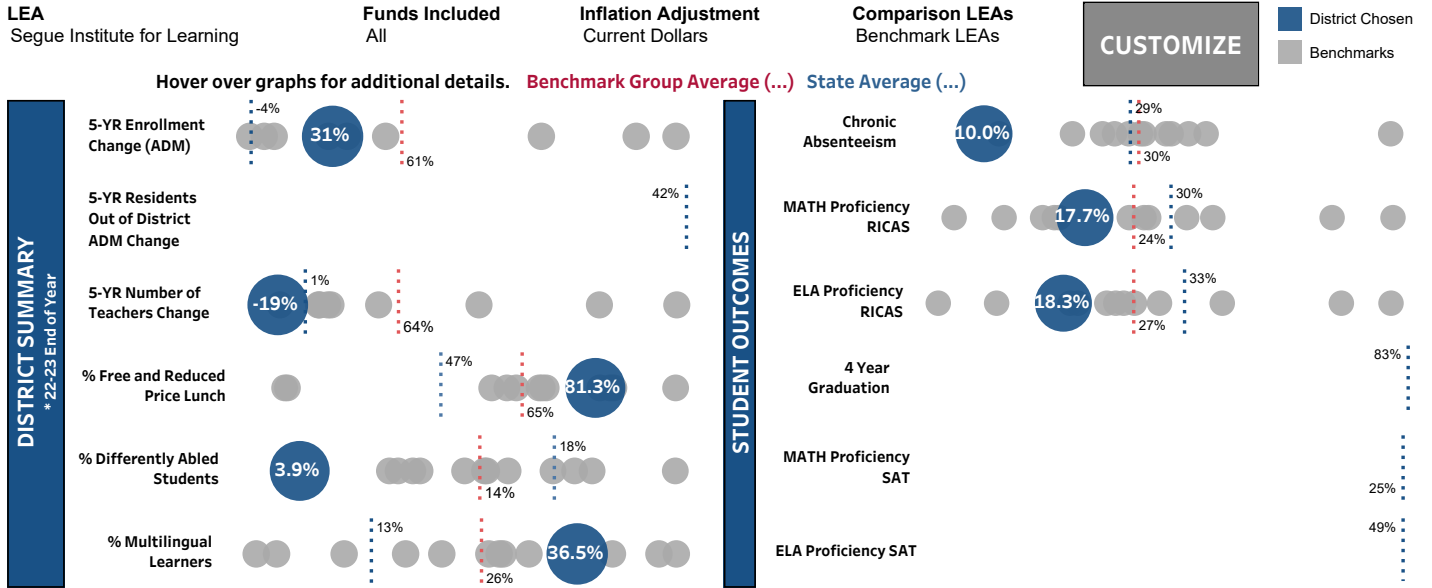 LEA
Segue Institute for Learning
Funds Included
All
Inflation Adjustment
Current Dollars
Comparison LEAs
Benchmark LEAs
CUSTOMIZE
District Chosen
Benchmarks
Hover over graphs for additional details. Benchmark Group Average (...) State Average (...)
DISTRICT SUMMARY
* 22-23 End of Year
5-YR Enrollment
Change (ADM)
-4%
31%
61%
5-YR Residents
Out of District
ADM Change
42%
5-YR Number of
Teachers Change
-19%
1%
64%
% Free and Reduced
Price Lunch
47%
65%
81.3%
% Differently Abled
Students
3.9%
14%
18%
% Multilingual
Learners
13%
26%
36.5%
STUDENT OUTCOMES
Chronic
Absenteeism
10.0%
29%
30%
MATH Proficiency
RICAS
17.7%
24%
30%
ELA Proficiency
RICAS
18.3%
27%
33%
4 Year
Graduation
83%
MATH Proficiency
SAT
25%
ELA Proficiency SAT
49%